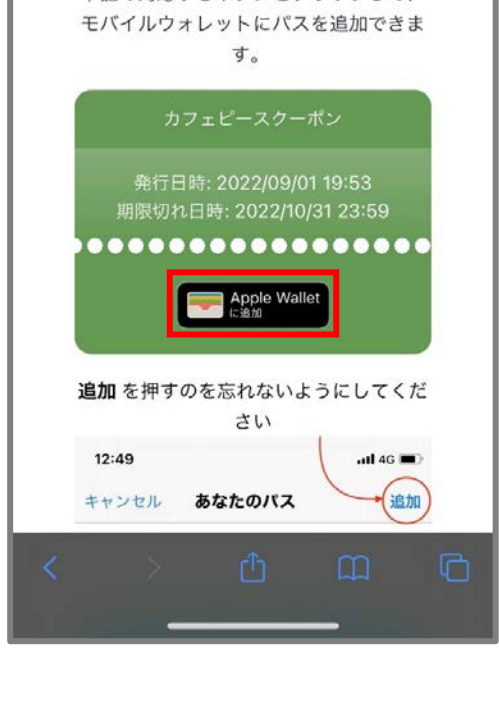 モバイルウォレットにパスを追加できま
す。
カフェピースクーポン
発行日時: 2022/09/01 19:53
期限切れ日時: 2022/10/31 23:59
Apple Wallet
に追加
追加 を押すのを忘れないようにしてくだ
さい
12:49
4G
キャンセル あなたのパス 追加